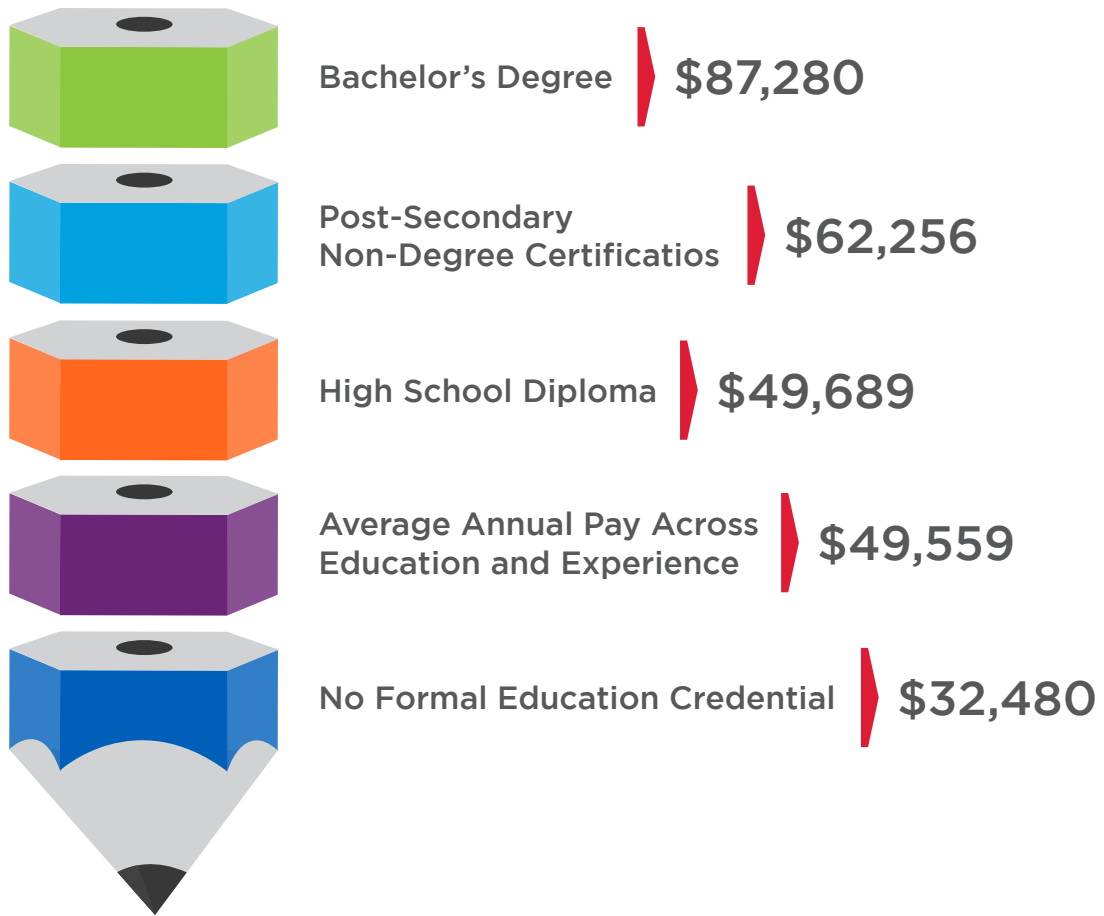 Bachelor’s Degree
$87,280
Post-Secondary
Non-Degree Certificatios
$62,256
High School Diploma
$49,689
Average Annual Pay Across
Education and Experience
$49,559
No Formal Education Credential
$32,480